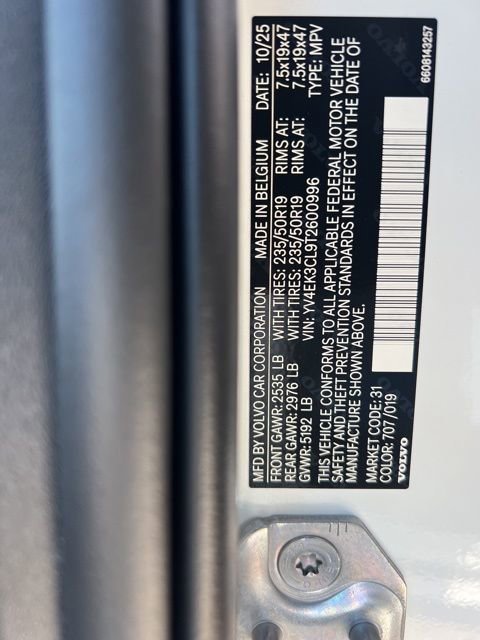 MFD BY VOLVO CAR CORPORATION MADE IN BELGIUM DATE: 10/25
FRONT GAWR: 2535 LB WITH TIRES: 235/50R19 RIMS AT: 7,5x19x47
REAR GAWR: 2976 LB WITH TIRES: 235/50R19 RIMS AT: 7.5x19x47
GVWR: 5192 LB VIN: YV4EK3CL9T2600996 TYPE: MPV
THIS VEHICLE CONFORMS TO ALL APPLICABLE FEDERAL MOTOR VEHICLE
SAFETY AND THEFT PREVENTION STANDARDS IN EFFECT ON THE DATE OF
MANUFACTURE SHOWN ABOVE.
MARKET CODE: 31
COLOR: 707/019
VOLVO
6608143257